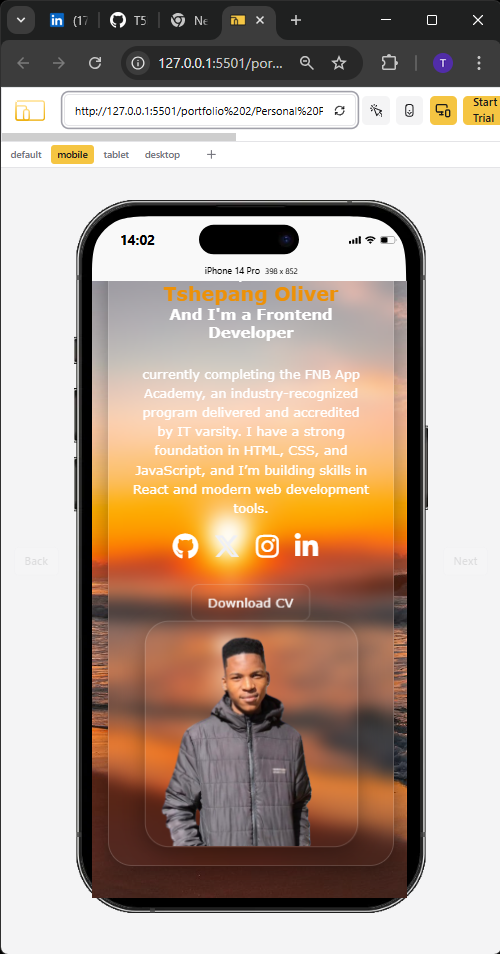 (17
T5
Ne
127.0.0.1:5501/por...
T
http://127.0.0.1:5501/portfolio%202/Personal%20F
Start
Trial
default
mobile
tablet
desktop
14:02
iPhone 14 Pro 398 x 852
Tshepang Oliver
And I'm a Frontend
Developer
currently completing the FNB App
Academy, an industry-recognized
program delivered and accredited
by IT varsity. I have a strong
foundation in HTML, CSS, and
JavaScript, and I'm building skills in
React and modern web development
tools.
Back
Next
Download CV